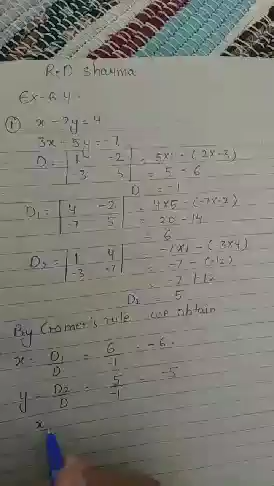 R.D Sharma
Ex-6.4.
① x - 2y = 4
-3x + 5y = -7
D = | 1 -2 | = 5×1 - (-2×-3)
| -3 5 | = 5 - 6
D = -1
D₁ = | 4 -2 | = 4×5 - (-7×-2)
| -7 5 | = 20 - 14
= 6
D₂ = | 1 4 | = -7×1 - (-3×4)
| -3 -7 | = -7 - (-12)
= -7 + 12
D₂ = 5
By Cramer's rule we obtain
x = D₁/D = 6/-1 = -6.
y = D₂/D = 5/-1 = -5
x